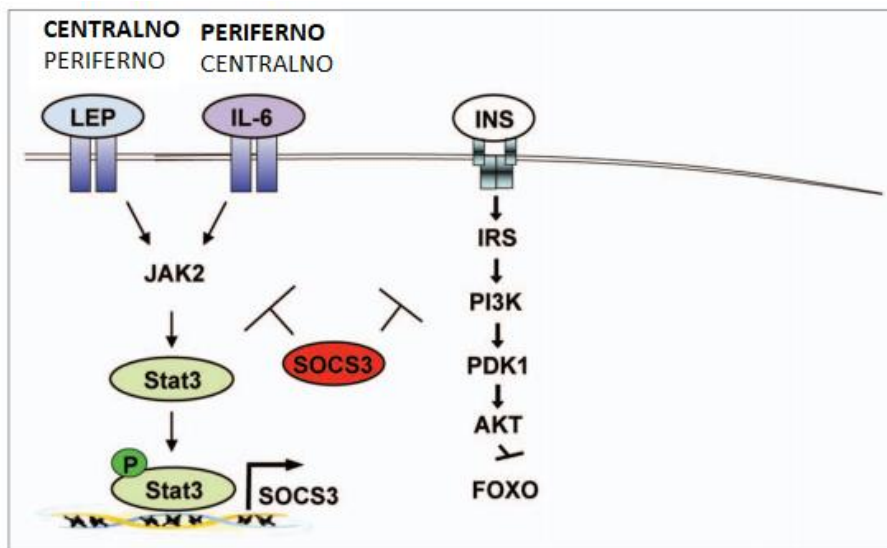 CENTRALNO
PERIFERNO
PERIFERNO
CENTRALNO
LEP
IL-6
INS
JAK2
Stat3
P
Stat3
SOCS3
SOCS3
IRS
PI3K
PDK1
AKT
FOXO